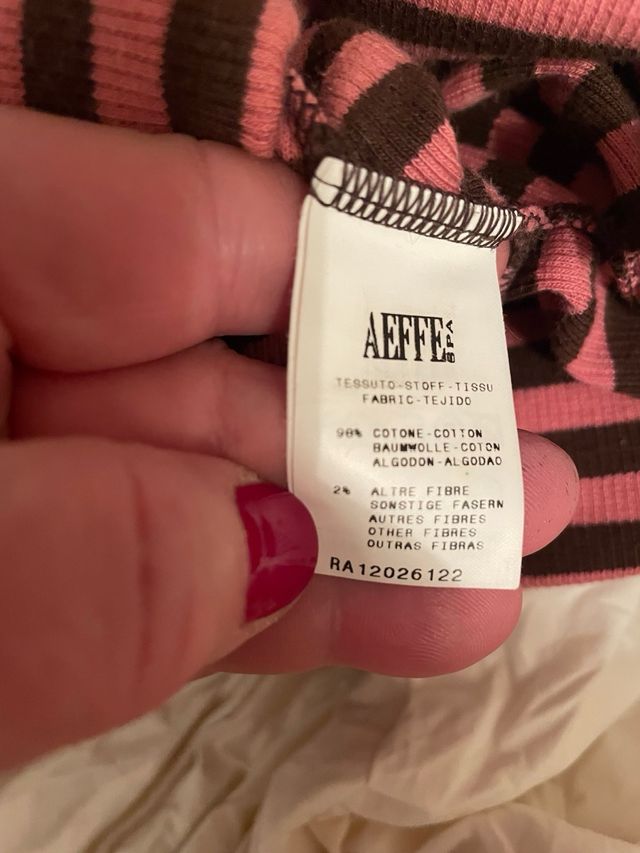 AEFFE SPA
TESSUTO-STOFF-TISSU
FABRIC-TEJIDO
98% COTONE-COTTON
BAUMWOLLE-COTON
ALGODON-ALGODAO
2% ALTRE FIBRE
SONSTIGE FASERN
AUTRES FIBRES
OTHER FIBRES
OUTRAS FIBRAS
RA12026122